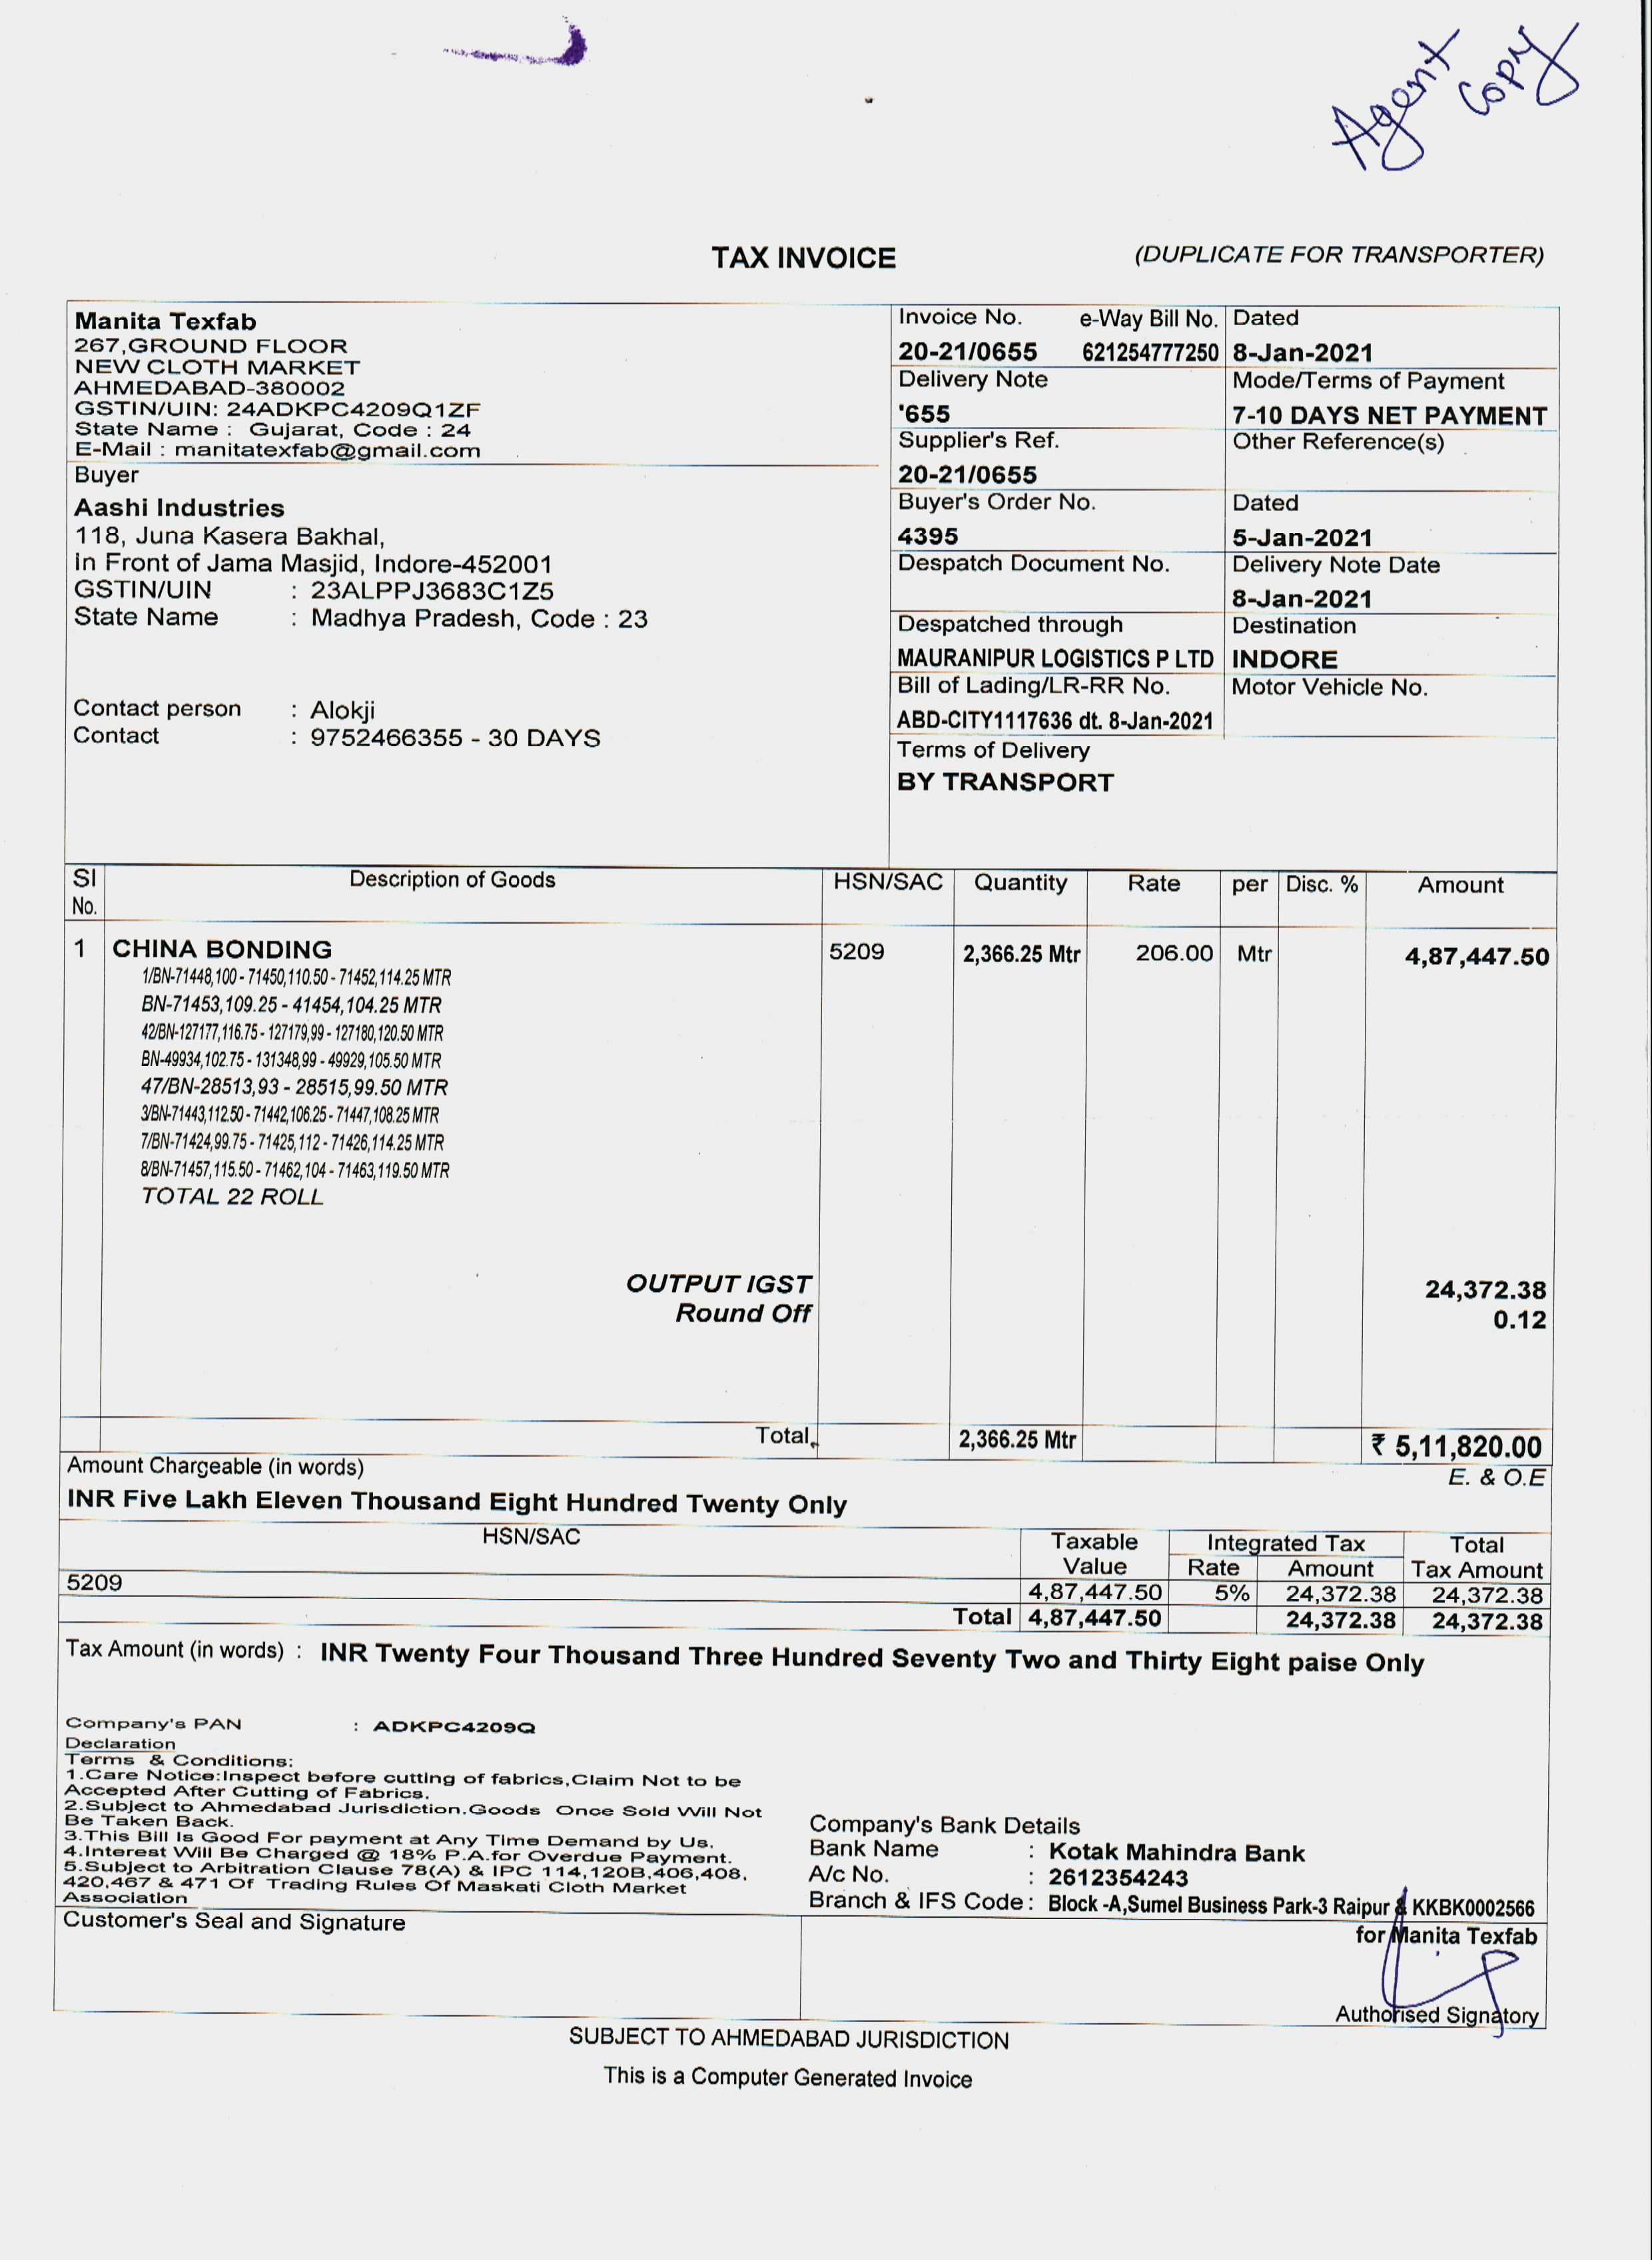 Agent
Copy
TAX INVOICE
(DUPLICATE FOR TRANSPORTER)
Manita Texfab
267,GROUND FLOOR
NEW CLOTH MARKET
AHMEDABAD-380002
GSTIN/UIN: 24ADKPC4209Q1ZF
State Name : Gujarat, Code : 24
E-Mail : manitatexfab@gmail.com
Buyer
Aashi Industries
118, Juna Kasera Bakhal,
in Front of Jama Masjid, Indore-452001
GSTIN/UIN : 23ALPPJ3683C1Z5
State Name : Madhya Pradesh, Code : 23
Contact person : Alokji
Contact : 9752466355 - 30 DAYS
Invoice No. e-Way Bill No. Dated
20-21/0655 621254777250 8-Jan-2021
Delivery Note Mode/Terms of Payment
'655 7-10 DAYS NET PAYMENT
Supplier's Ref. Other Reference(s)
20-21/0655
Buyer's Order No. Dated
4395 5-Jan-2021
Despatch Document No. Delivery Note Date
8-Jan-2021
Despatched through Destination
MAURANIPUR LOGISTICS P LTD INDORE
Bill of Lading/LR-RR No. Motor Vehicle No.
ABD-CITY1117636 dt. 8-Jan-2021
Terms of Delivery
BY TRANSPORT
SI No. Description of Goods HSN/SAC Quantity Rate per Disc. % Amount
1 CHINA BONDING 5209 2,366.25 Mtr 206.00 Mtr 4,87,447.50
1/BN-71448,100 - 71450,110.50 - 71452,114.25 MTR
BN-71453,109.25 - 41454,104.25 MTR
42/BN-127177,116.75 - 127179,99 - 127180,120.50 MTR
BN-49934,102.75 - 131348,99 - 49929,105.50 MTR
47/BN-28513,93 - 28515,99.50 MTR
3/BN-71443,112.50 - 71442,106.25 - 71447,108.25 MTR
7/BN-71424,99.75 - 71425,112 - 71426,114.25 MTR
8/BN-71457,115.50 - 71462,104 - 71463,119.50 MTR
TOTAL 22 ROLL
OUTPUT IGST 24,372.38
Round Off 0.12
Total 2,366.25 Mtr ₹ 5,11,820.00
Amount Chargeable (in words) E. & O.E
INR Five Lakh Eleven Thousand Eight Hundred Twenty Only
HSN/SAC Taxable Value Integrated Tax Total Tax Amount
Rate Amount
5209 4,87,447.50 5% 24,372.38 24,372.38
Total 4,87,447.50 24,372.38 24,372.38
Tax Amount (in words) : INR Twenty Four Thousand Three Hundred Seventy Two and Thirty Eight paise Only
Company's PAN : ADKPC4209Q
Declaration
Terms & Conditions:
1.Care Notice:Inspect before cutting of fabrics,Claim Not to be
Accepted After Cutting of Fabrics.
2.Subject to Ahmedabad Jurisdiction.Goods Once Sold Will Not
Be Taken Back.
3.This Bill Is Good For payment at Any Time Demand by Us.
4.Interest Will Be Charged @ 18% P.A.for Overdue Payment.
5.Subject to Arbitration Clause 78(A) & IPC 114,120B,406,408,
420,467 & 471 Of Trading Rules Of Maskati Cloth Market
Association
Company's Bank Details
Bank Name : Kotak Mahindra Bank
A/c No. : 2612354243
Branch & IFS Code : Block -A,Sumel Business Park-3 Raipur & KKBK0002566
Customer's Seal and Signature
for Manita Texfab
Authorised Signatory
SUBJECT TO AHMEDABAD JURISDICTION
This is a Computer Generated Invoice